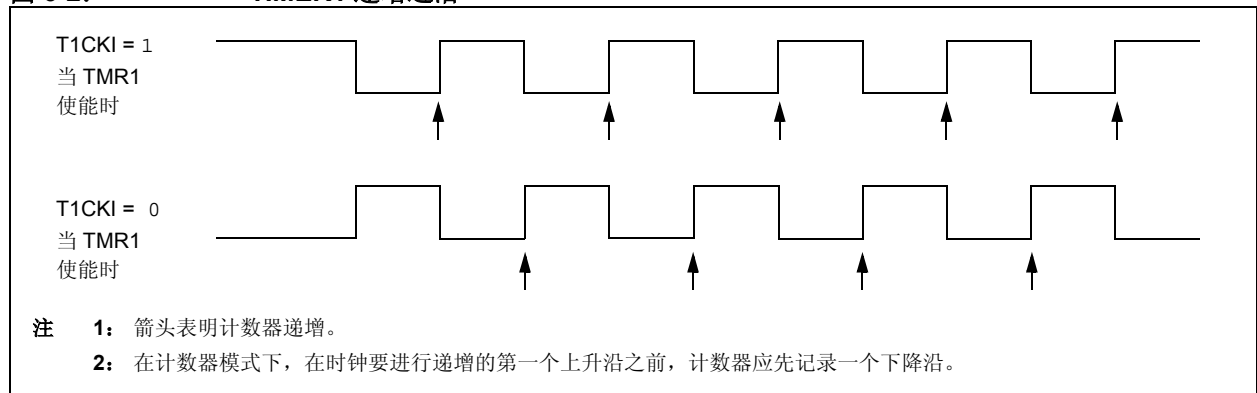 T1CKI = 1
当 TMR1
使能时
T1CKI = 0
当 TMR1
使能时
注 1： 箭头表明计数器递增。
2： 在计数器模式下，在时钟要进行递增的第一个上升沿之前，计数器应先记录一个下降沿。